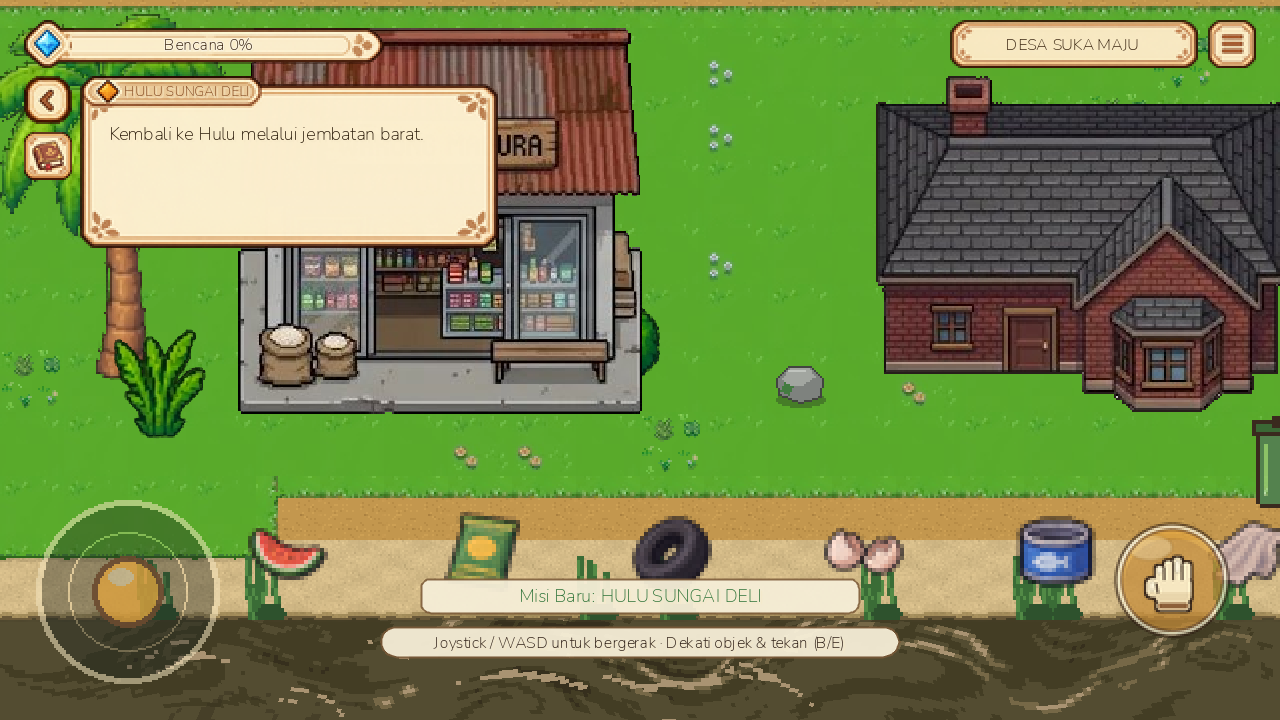 Bencana 0%
DESA SUKA MAJU
HULU SUNGAI DELI
Kembali ke Hulu melalui jembatan barat.
URA
Misi Baru: HULU SUNGAI DELI
Joystick / WASD untuk bergerak · Dekati objek & tekan (B/E)